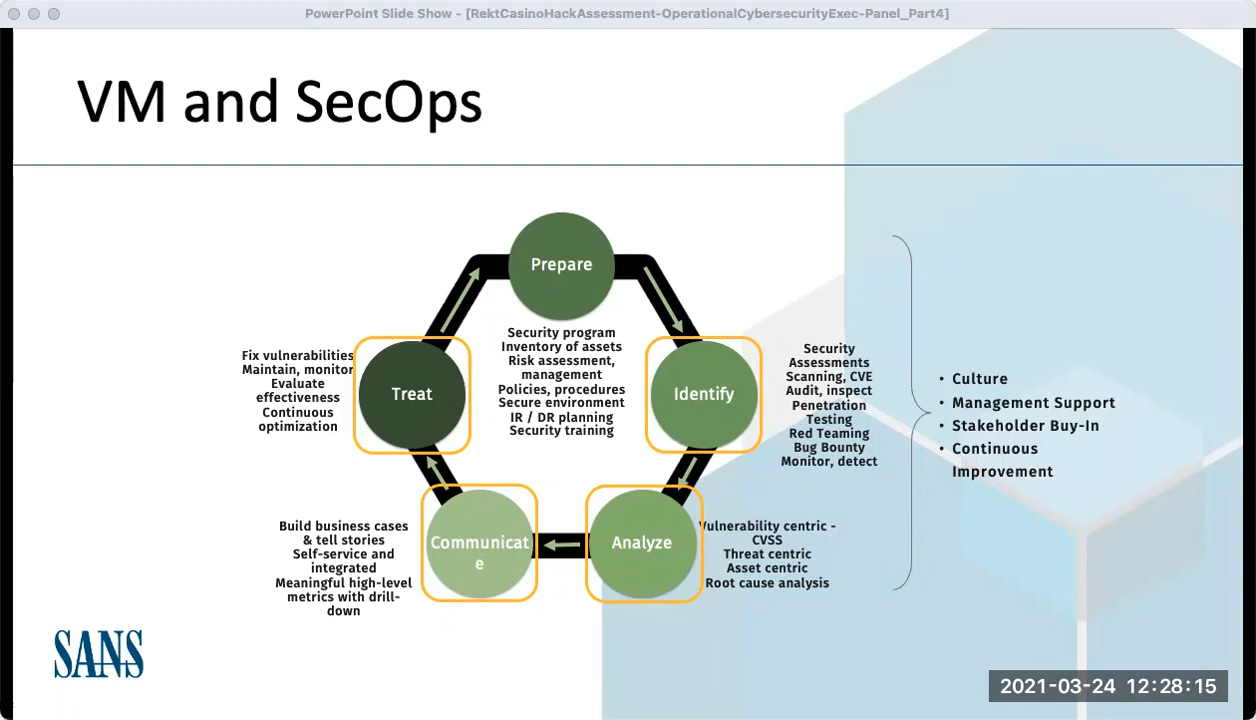 PowerPoint Slide Show - [RektCasinoHackAssessment-OperationalCybersecurityExec-Panel_Part4]
VM and SecOps
Prepare
Security program
Inventory of assets
Risk assessment,
management
Policies, procedures
Secure environment
IR / DR planning
Security training
Identify
Security
Assessments
Scanning, CVE
Audit, inspect
Penetration
Testing
Red Teaming
Bug Bounty
Monitor, detect
Analyze
Vulnerability centric -
CVSS
Threat centric
Asset centric
Root cause analysis
Communicat
e
Build business cases
& tell stories
Self-service and
integrated
Meaningful high-level
metrics with drill-
down
Treat
Fix vulnerabilities
Maintain, monitor
Evaluate
effectiveness
Continuous
optimization
• Culture
• Management Support
• Stakeholder Buy-In
• Continuous
Improvement
SANS
2021-03-24 12:28:15